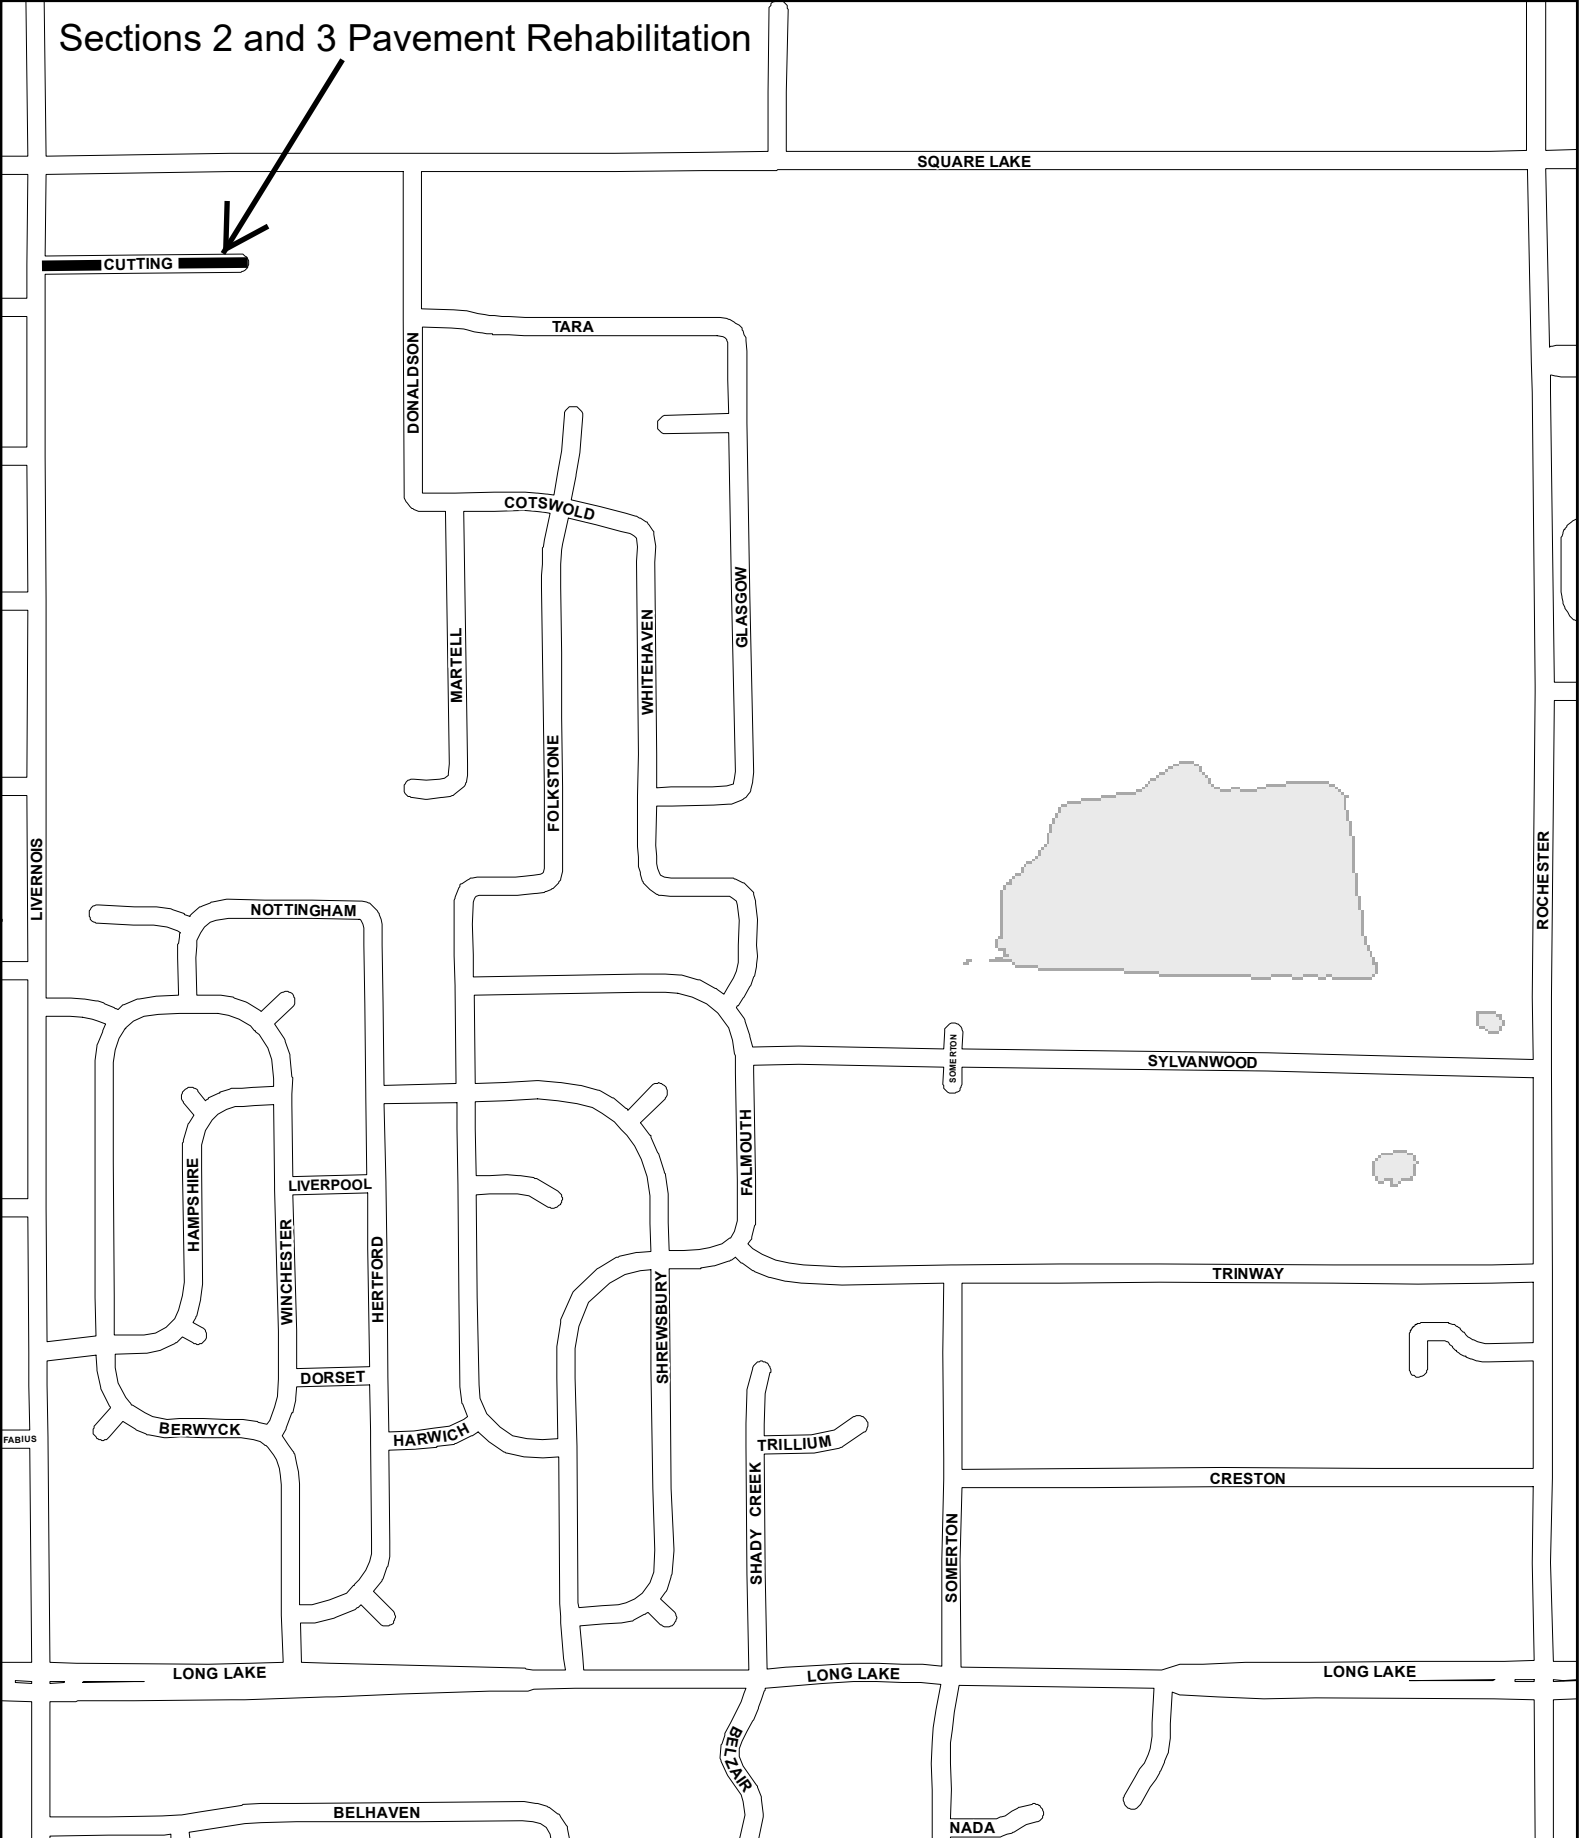 Sections 2 and 3 Pavement Rehabilitation
SQUARE LAKE
CUTTING
TARA
DONALDSON
COTSWOLD
GLASGOW
WHITEHAVEN
MARTELL
FOLKSTONE
LIVERNOIS
ROCHESTER
NOTTINGHAM
SOMERTON
SYLVANWOOD
FALMOUTH
HAMPSHIRE
LIVERPOOL
WINCHESTER
HERTFORD
TRINWAY
SHREWSBURY
DORSET
BERWYCK
HARWICH
FABIUS
TRILLIUM
SHADY CREEK
CRESTON
SOMERTON
LONG LAKE
LONG LAKE
LONG LAKE
BELZAIR
BELHAVEN
NADA